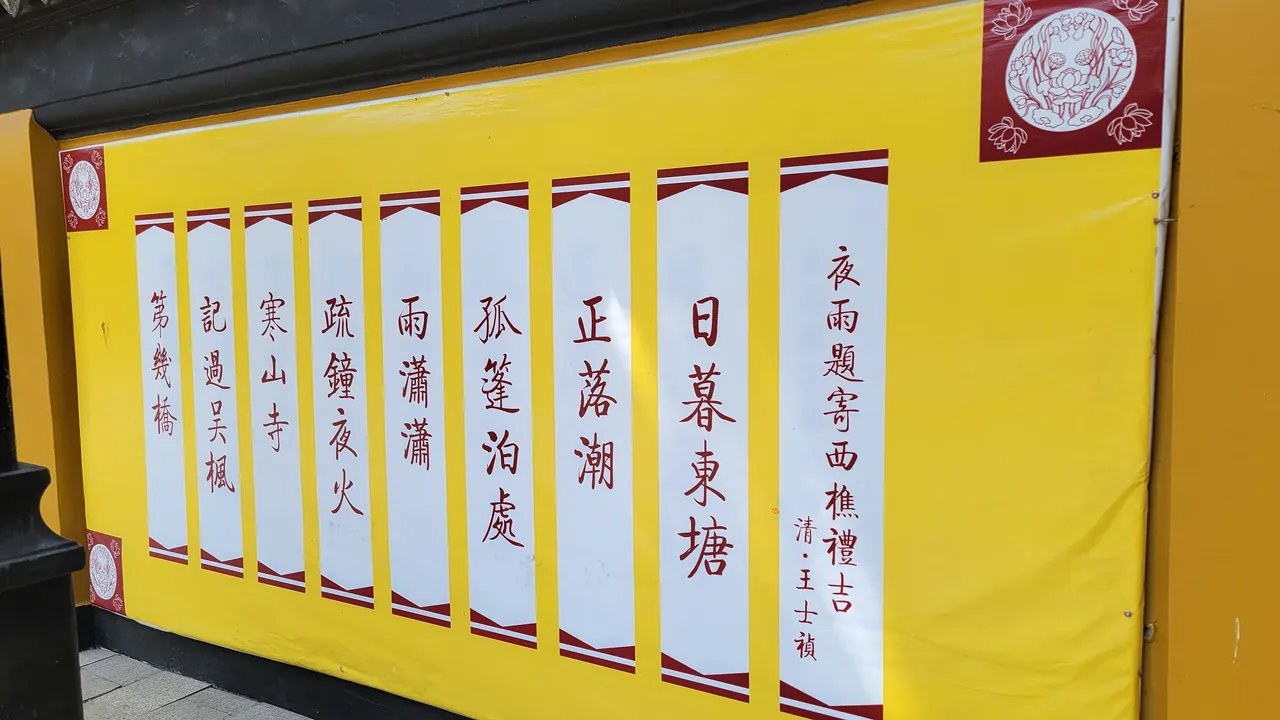 夜雨題寄西樵禮吉
清·王士禎
日暮東塘
正落潮
孤篷泊處
雨瀟瀟
疏鐘夜火
寒山寺
記過吴楓
第幾橋